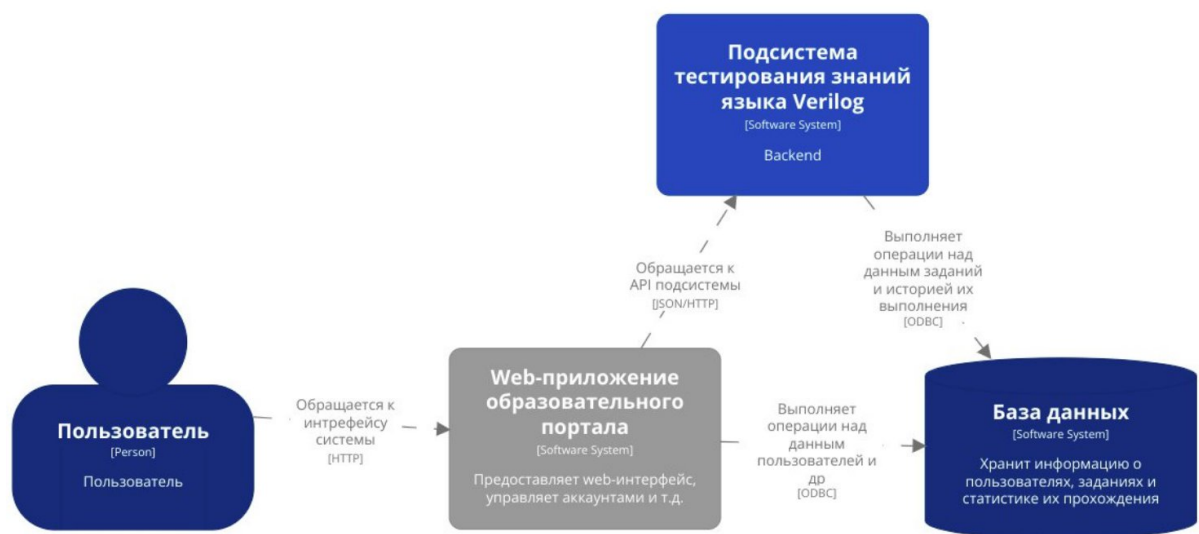 Подсистема
тестирования знаний
языка Verilog
[Software System]
Backend
Обращается к
API подсистемы
[JSON/HTTP]
Выполняет
операции над
данным заданий
и историей их
выполнения
[ODBC]
Пользователь
[Person]
Пользователь
Обращается к
интрефейсу
системы
[HTTP]
Web-приложение
образовательного
портала
[Software System]
Предоставляет web-интерфейс,
управляет аккаунтами и т.д.
Выполняет
операции над
данным
пользователей и
др
[ODBC]
База данных
[Software System]
Хранит информацию о
пользователях, заданиях и
статистике их прохождения